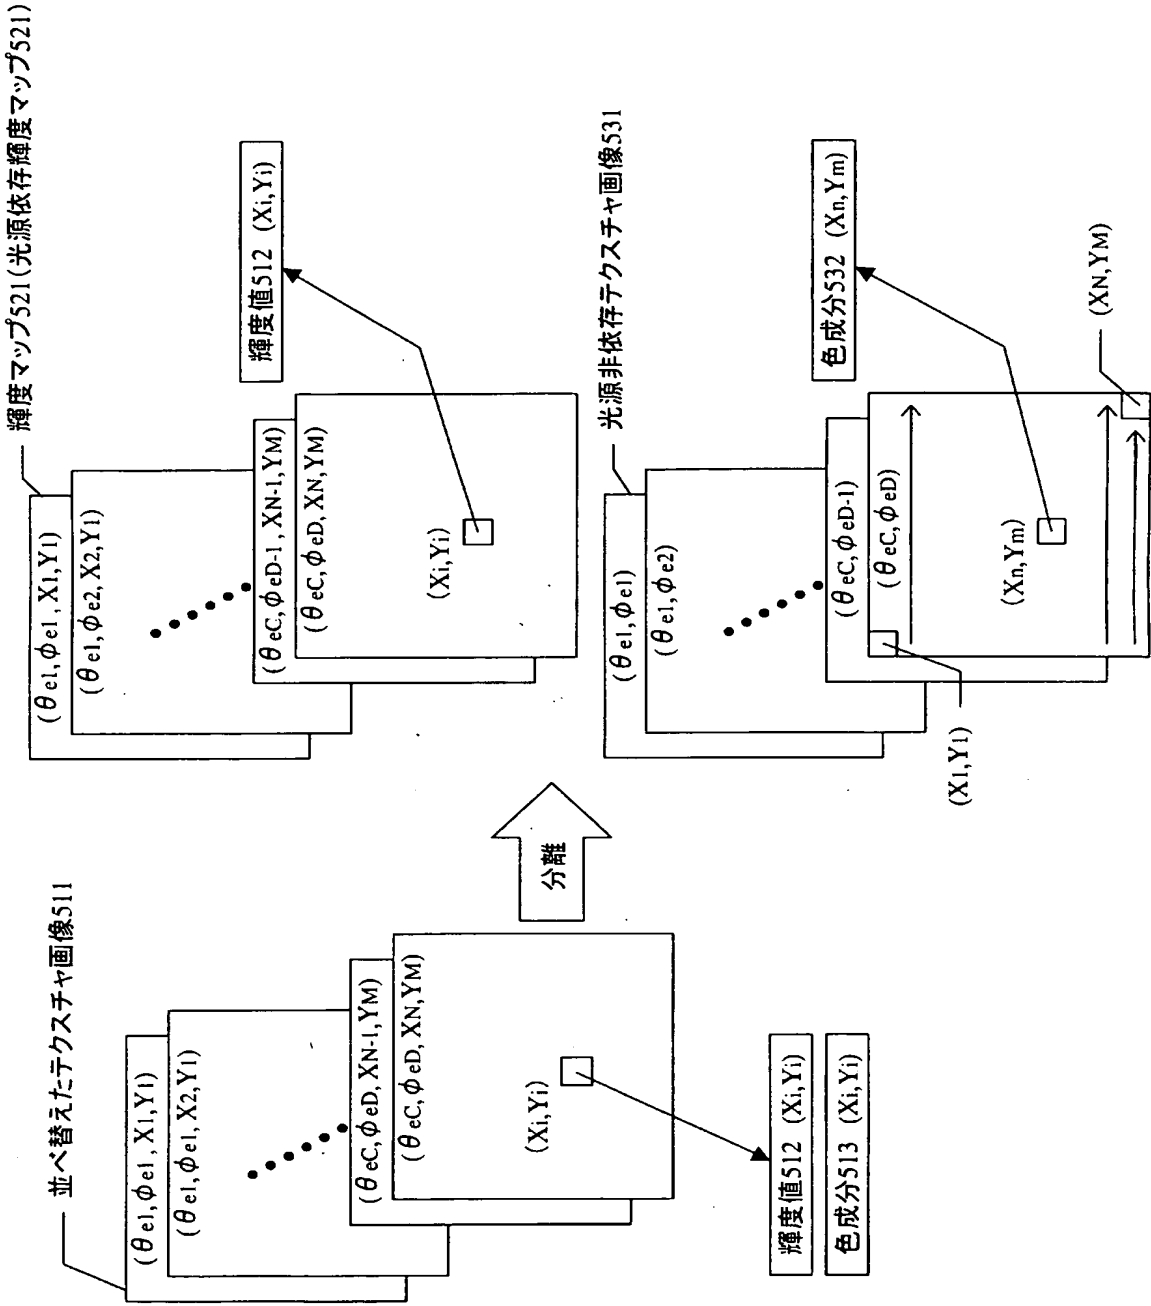 並べ替えたテクスチャ画像511
(θe1,φe1,X1,Y1)
(θe1,φe1,X2,Y1)
(θeC,φeD,XN-1,YM)
(θeC,φeD,XN,YM)
(Xi,Yi)
輝度値512 (Xi,Yi)
色成分513 (Xi,Yi)
分離
輝度マップ521(光源依存輝度マップ521)
(θe1,φe1,X1,Y1)
(θe1,φe2,X2,Y1)
(θeC,φeD-1,XN-1,YM)
(θeC,φeD,XN,YM)
(Xi,Yi)
輝度値512 (Xi,Yi)
光源非依存テクスチャ画像531
(θe1,φe1)
(θe1,φe2)
(θeC,φeD-1)
(θeC,φeD)
(Xn,Ym)
(X1,Y1)
(XN,YM)
色成分532 (Xn,Ym)